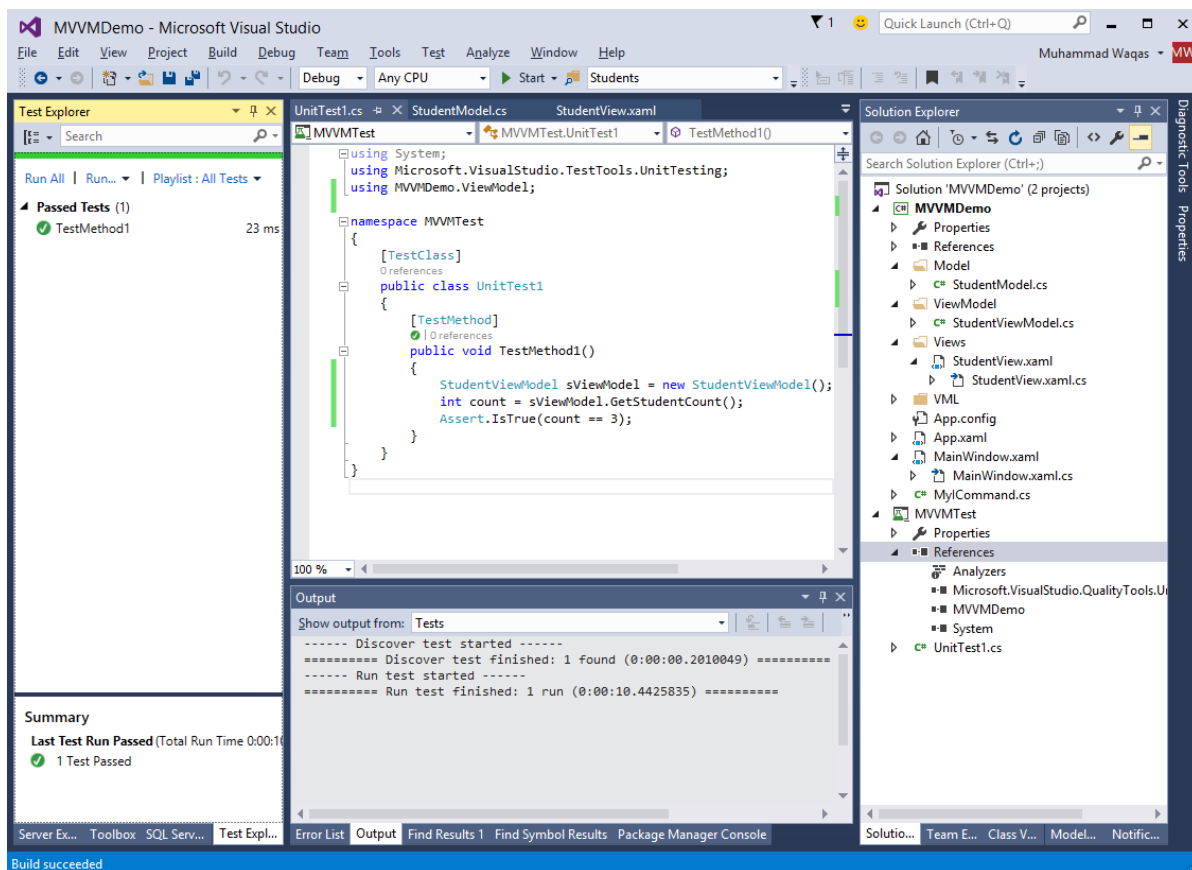 MVVMDemo - Microsoft Visual Studio
1
Quick Launch (Ctrl+Q)
File Edit View Project Build Debug Team Tools Test Analyze Window Help
Muhammad Waqas
MW
Debug Any CPU Start Students
Test Explorer
Search
Run All | Run... | Playlist : All Tests
Passed Tests (1)
TestMethod1 23 ms
Summary
Last Test Run Passed (Total Run Time 0:00:1
1 Test Passed
Server Ex... Toolbox SQL Serv... Test Expl...
UnitTest1.cs StudentModel.cs StudentView.xaml
MVVMTest MVVMTest.UnitTest1 TestMethod1()
using System;
using Microsoft.VisualStudio.TestTools.UnitTesting;
using MVVMDemo.ViewModel;
namespace MVVMTest
{
[TestClass]
0 references
public class UnitTest1
{
[TestMethod]
| 0 references
public void TestMethod1()
{
StudentViewModel sViewModel = new StudentViewModel();
int count = sViewModel.GetStudentCount();
Assert.IsTrue(count == 3);
}
}
}
100 %
Output
Show output from: Tests
------ Discover test started ------
========== Discover test finished: 1 found (0:00:00.2010049) ==========
------ Run test started ------
========== Run test finished: 1 run (0:00:10.4425835) ==========
Error List Output Find Results 1 Find Symbol Results Package Manager Console
Solution Explorer
Search Solution Explorer (Ctrl+;)
Solution 'MVVMDemo' (2 projects)
MVVMDemo
Properties
References
Model
C# StudentModel.cs
ViewModel
C# StudentViewModel.cs
Views
StudentView.xaml
StudentView.xaml.cs
VML
App.config
App.xaml
MainWindow.xaml
MainWindow.xaml.cs
C# MyICommand.cs
MVVMTest
Properties
References
Analyzers
Microsoft.VisualStudio.QualityTools.Ui
MVVMDemo
System
C# UnitTest1.cs
Solutio... Team E... Class V... Model... Notific...
Diagnostic Tools
Properties
Build succeeded